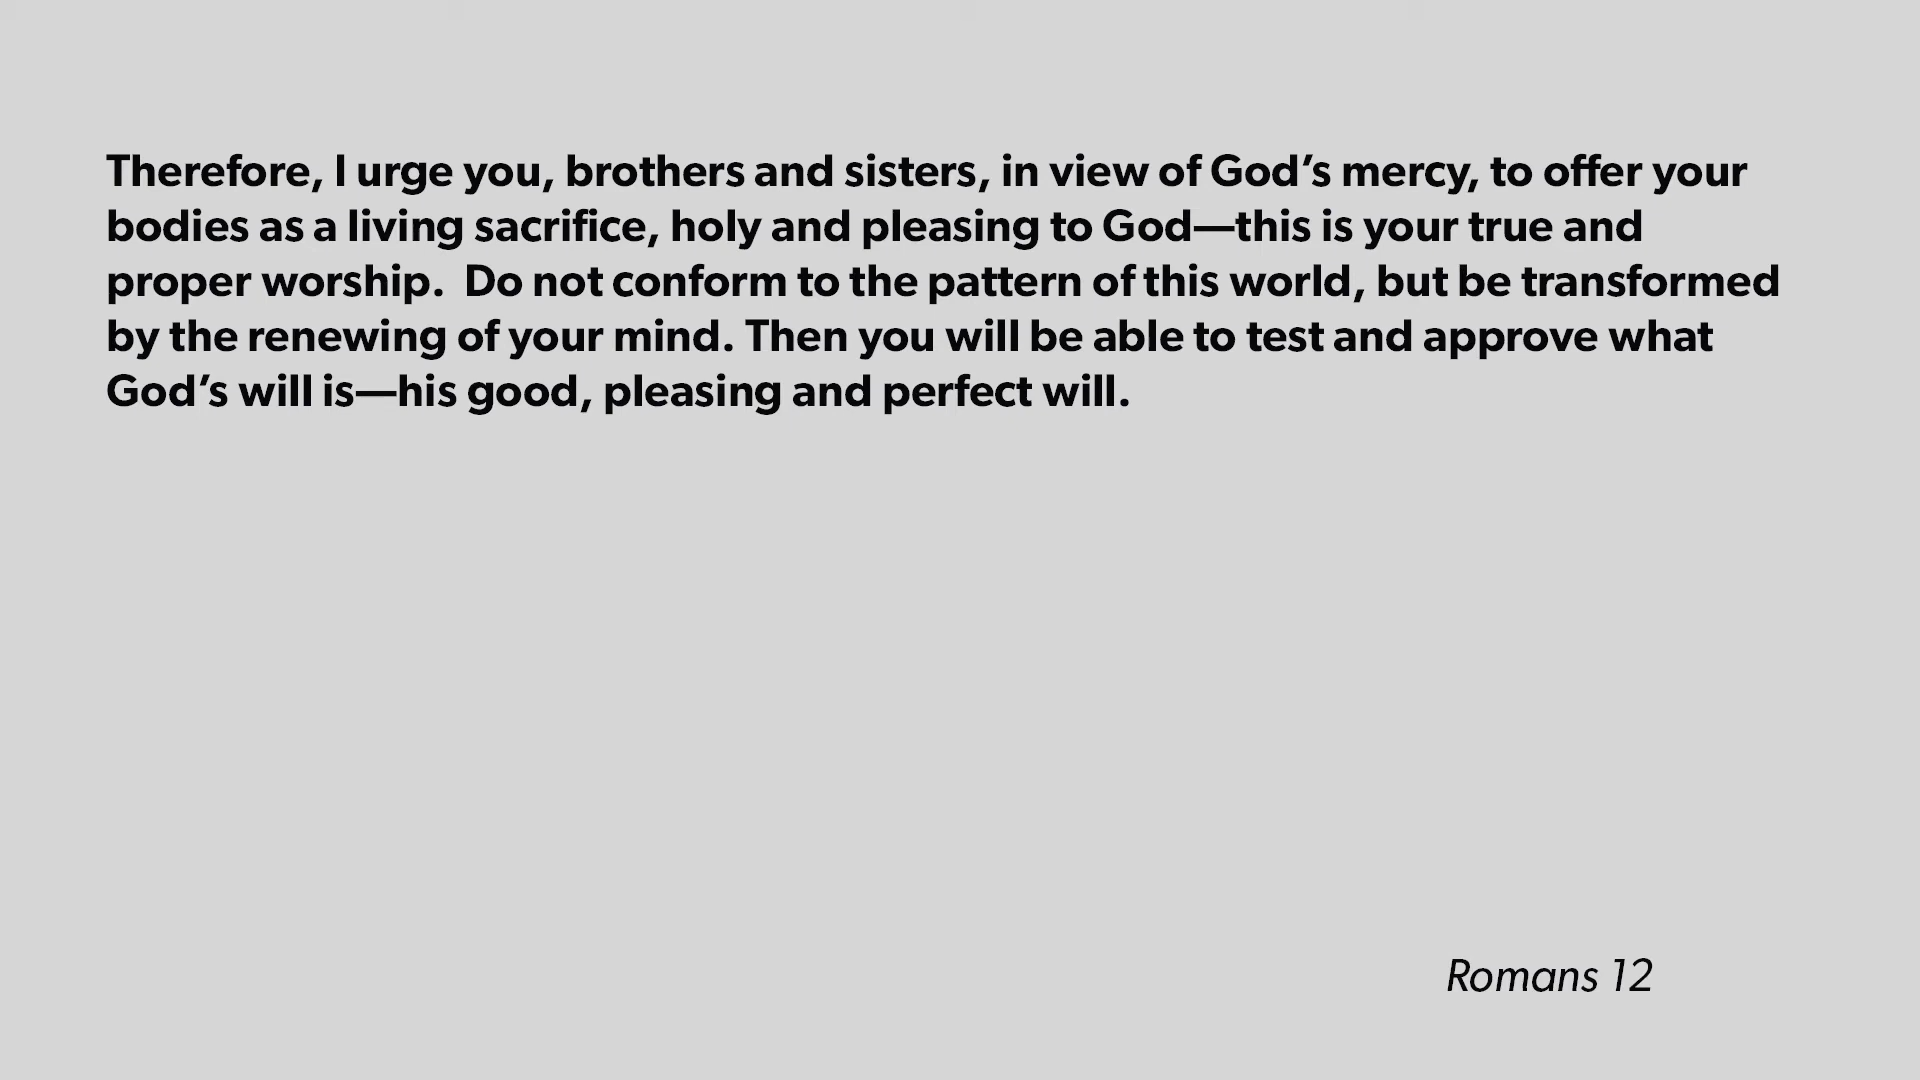 Therefore, I urge you, brothers and sisters, in view of God’s mercy, to offer your
bodies as a living sacrifice, holy and pleasing to God—this is your true and
proper worship.  Do not conform to the pattern of this world, but be transformed
by the renewing of your mind. Then you will be able to test and approve what
God’s will is—his good, pleasing and perfect will.
Romans 12